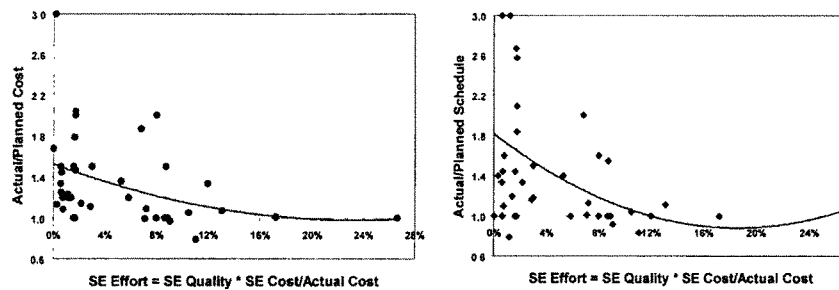 3.0
2 6
2 2
1.8
1.4
1.0
0 6
Actual/Planned Cost
0% 4% 8% 12% 16% 20% 24% 28%
SE Effort = SE Quality * SE Cost/Actual Cost
3.0
2 6
2 2
1.8
1.4
1.0
0 6
Actual/Planned Schedule
0% 4% 8% 12% 16% 20% 24% 28%
SE Effort = SE Quality * SE Cost/Actual Cost